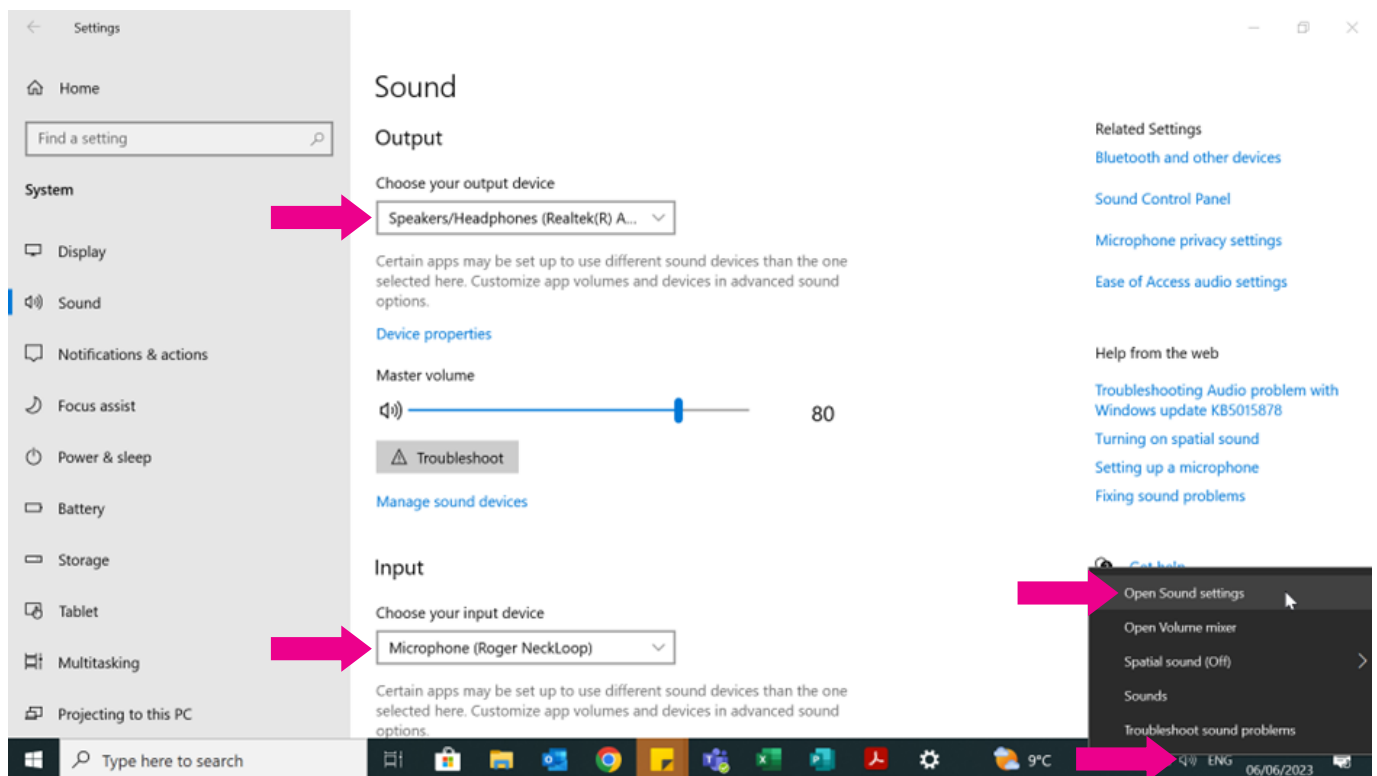 Settings
Home
Find a setting
System
Display
Sound
Notifications & actions
Focus assist
Power & sleep
Battery
Storage
Tablet
Multitasking
Projecting to this PC
Sound
Output
Choose your output device
Speakers/Headphones (Realtek(R) A...
Certain apps may be set up to use different sound devices than the one
selected here. Customize app volumes and devices in advanced sound
options.
Device properties
Master volume
80
Troubleshoot
Manage sound devices
Input
Choose your input device
Microphone (Roger NeckLoop)
Certain apps may be set up to use different sound devices than the one
selected here. Customize app volumes and devices in advanced sound
options.
Related Settings
Bluetooth and other devices
Sound Control Panel
Microphone privacy settings
Ease of Access audio settings
Help from the web
Troubleshooting Audio problem with
Windows update KB5015878
Turning on spatial sound
Setting up a microphone
Fixing sound problems
Get help
Open Sound settings
Open Volume mixer
Spatial sound (Off)
Sounds
Troubleshoot sound problems
Type here to search
9°C
ENG
06/06/2023